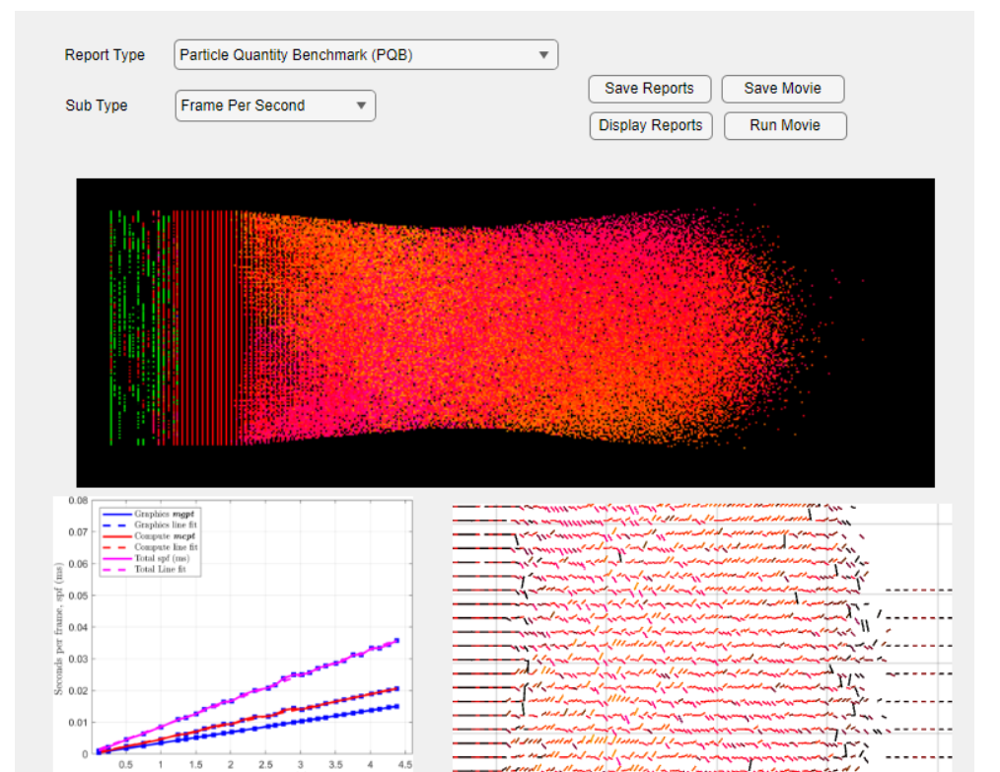 Report Type
Particle Quantity Benchmark (PQB)
Sub Type
Frame Per Second
Save Reports
Save Movie
Display Reports
Run Movie
Graphics mgpt
Graphics line fit
Compute mcpt
Compute line fit
Total spf (ms)
Total Line fit
Seconds per frame, spf (ms)
0.08
0.07
0.06
0.05
0.04
0.03
0.02
0.01
0
0.5 1 1.5 2 2.5 3 3.5 4 4.5